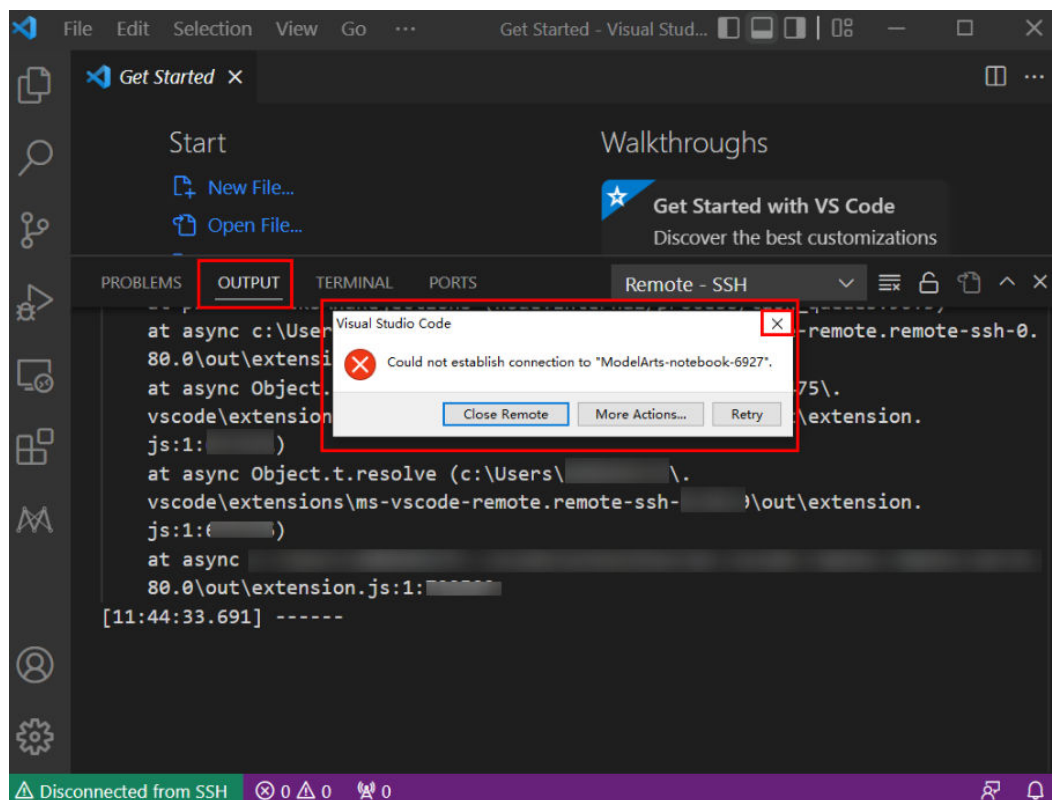 File Edit Selection View Go ··· Get Started - Visual Stud...
Get Started
Start
Walkthroughs
New File...
Open File...
Get Started with VS Code
Discover the best customizations
PROBLEMS OUTPUT TERMINAL PORTS Remote - SSH
at async c:\User -remote.remote-ssh-0.
80.0\out\extensi
at async Object. 75\.
vscode\extension t\extension.
js:1: )
at async Object.t.resolve (c:\Users\ \.
vscode\extensions\ms-vscode-remote.remote-ssh- \out\extension.
js:1: )
at async
80.0\out\extension.js:1:
[11:44:33.691] ------
Visual Studio Code
Could not establish connection to "ModelArts-notebook-6927".
Close Remote More Actions... Retry
Disconnected from SSH 0 0 0